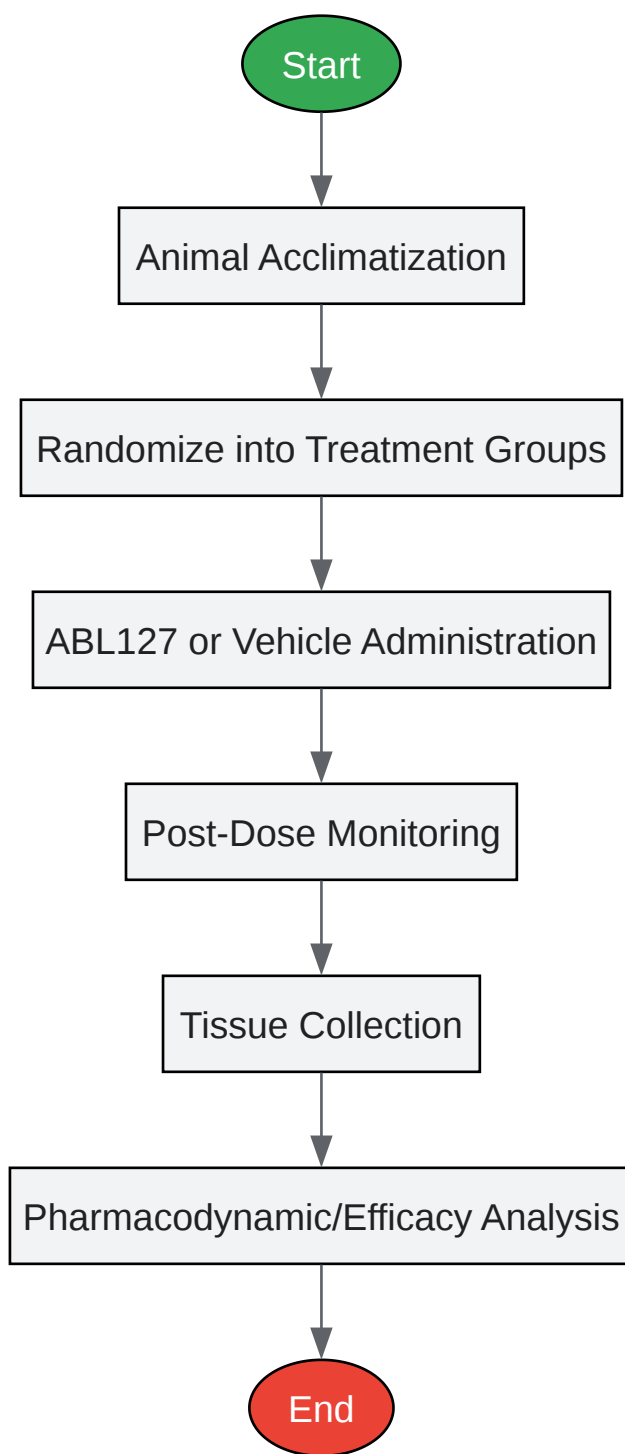 Start
Animal Acclimatization
Randomize into Treatment Groups
ABL127 or Vehicle Administration
Post-Dose Monitoring
Tissue Collection
Pharmacodynamic/Efficacy Analysis
End